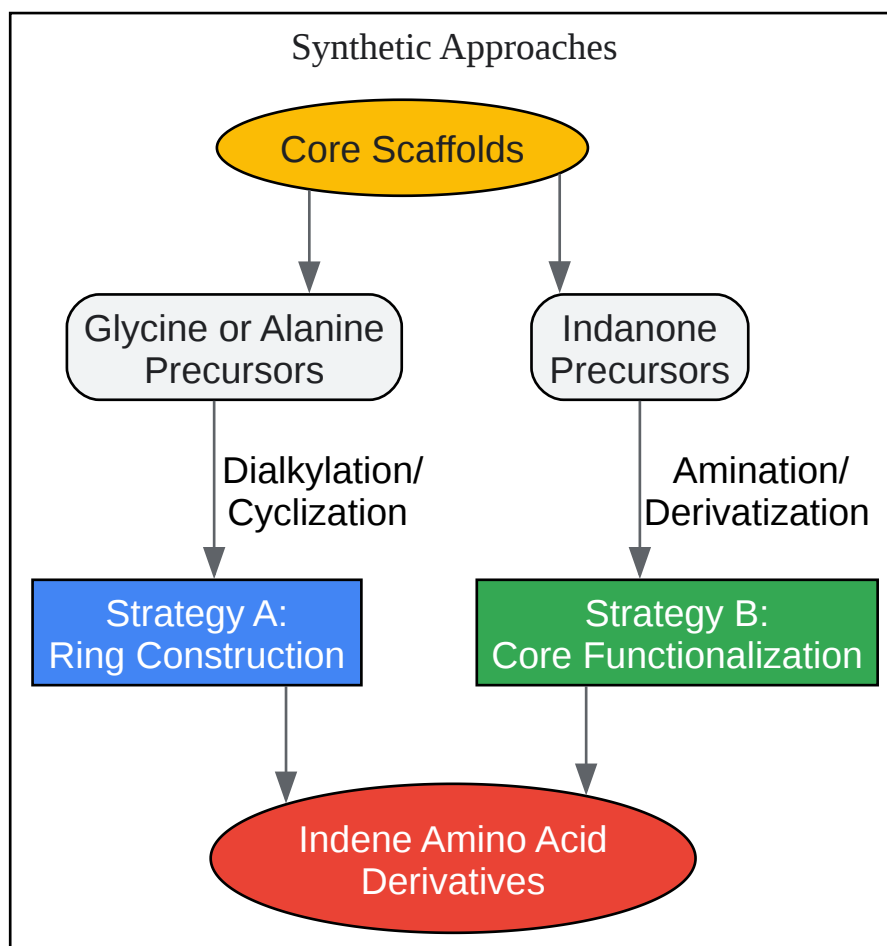 Synthetic Approaches
Core Scaffolds
Glycine or Alanine
Precursors
Indanone
Precursors
Dialkylation/
Cyclization
Amination/
Derivatization
Strategy A:
Ring Construction
Strategy B:
Core Functionalization
Indene Amino Acid
Derivatives